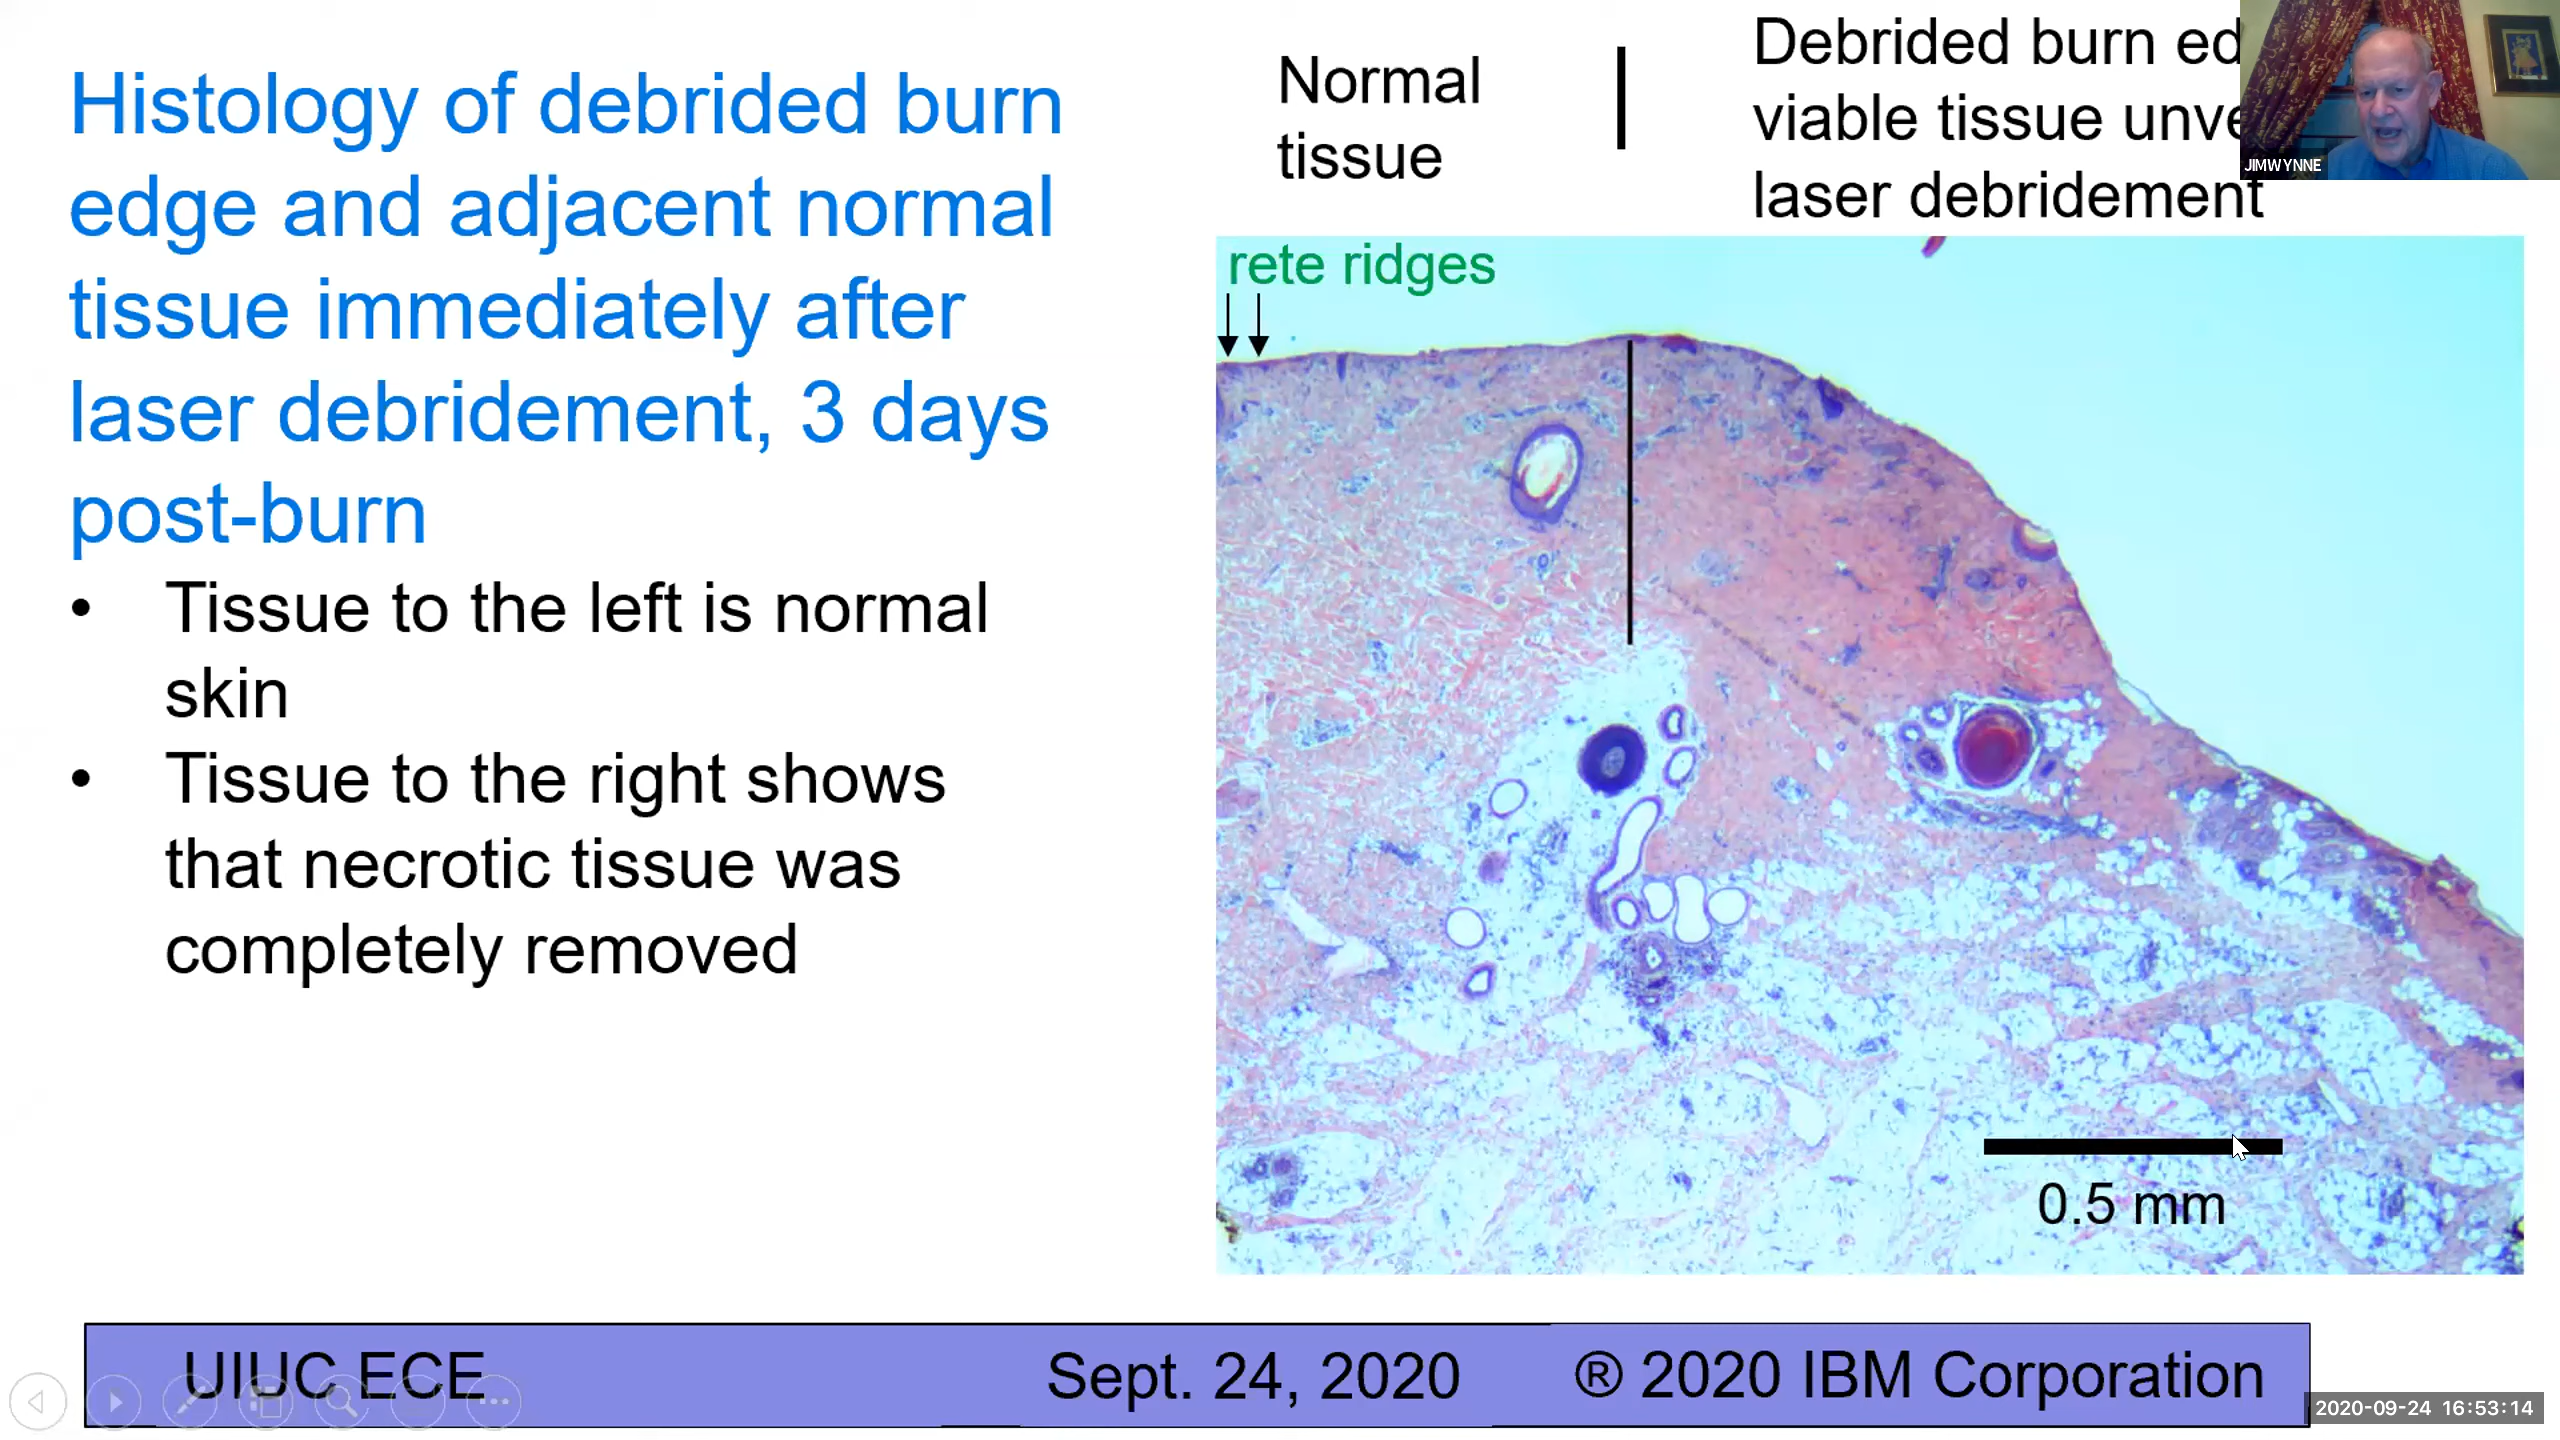 Histology of debrided burn
edge and adjacent normal
tissue immediately after
laser debridement, 3 days
post-burn
• Tissue to the left is normal
skin
• Tissue to the right shows
that necrotic tissue was
completely removed
Normal
tissue
Debrided burn
viable tissue
laser debridement
JIMWYNNE
rete ridges
0.5 mm
UIUC ECE
Sept. 24, 2020
® 2020 IBM Corporation
2020-09-24 16:53:14